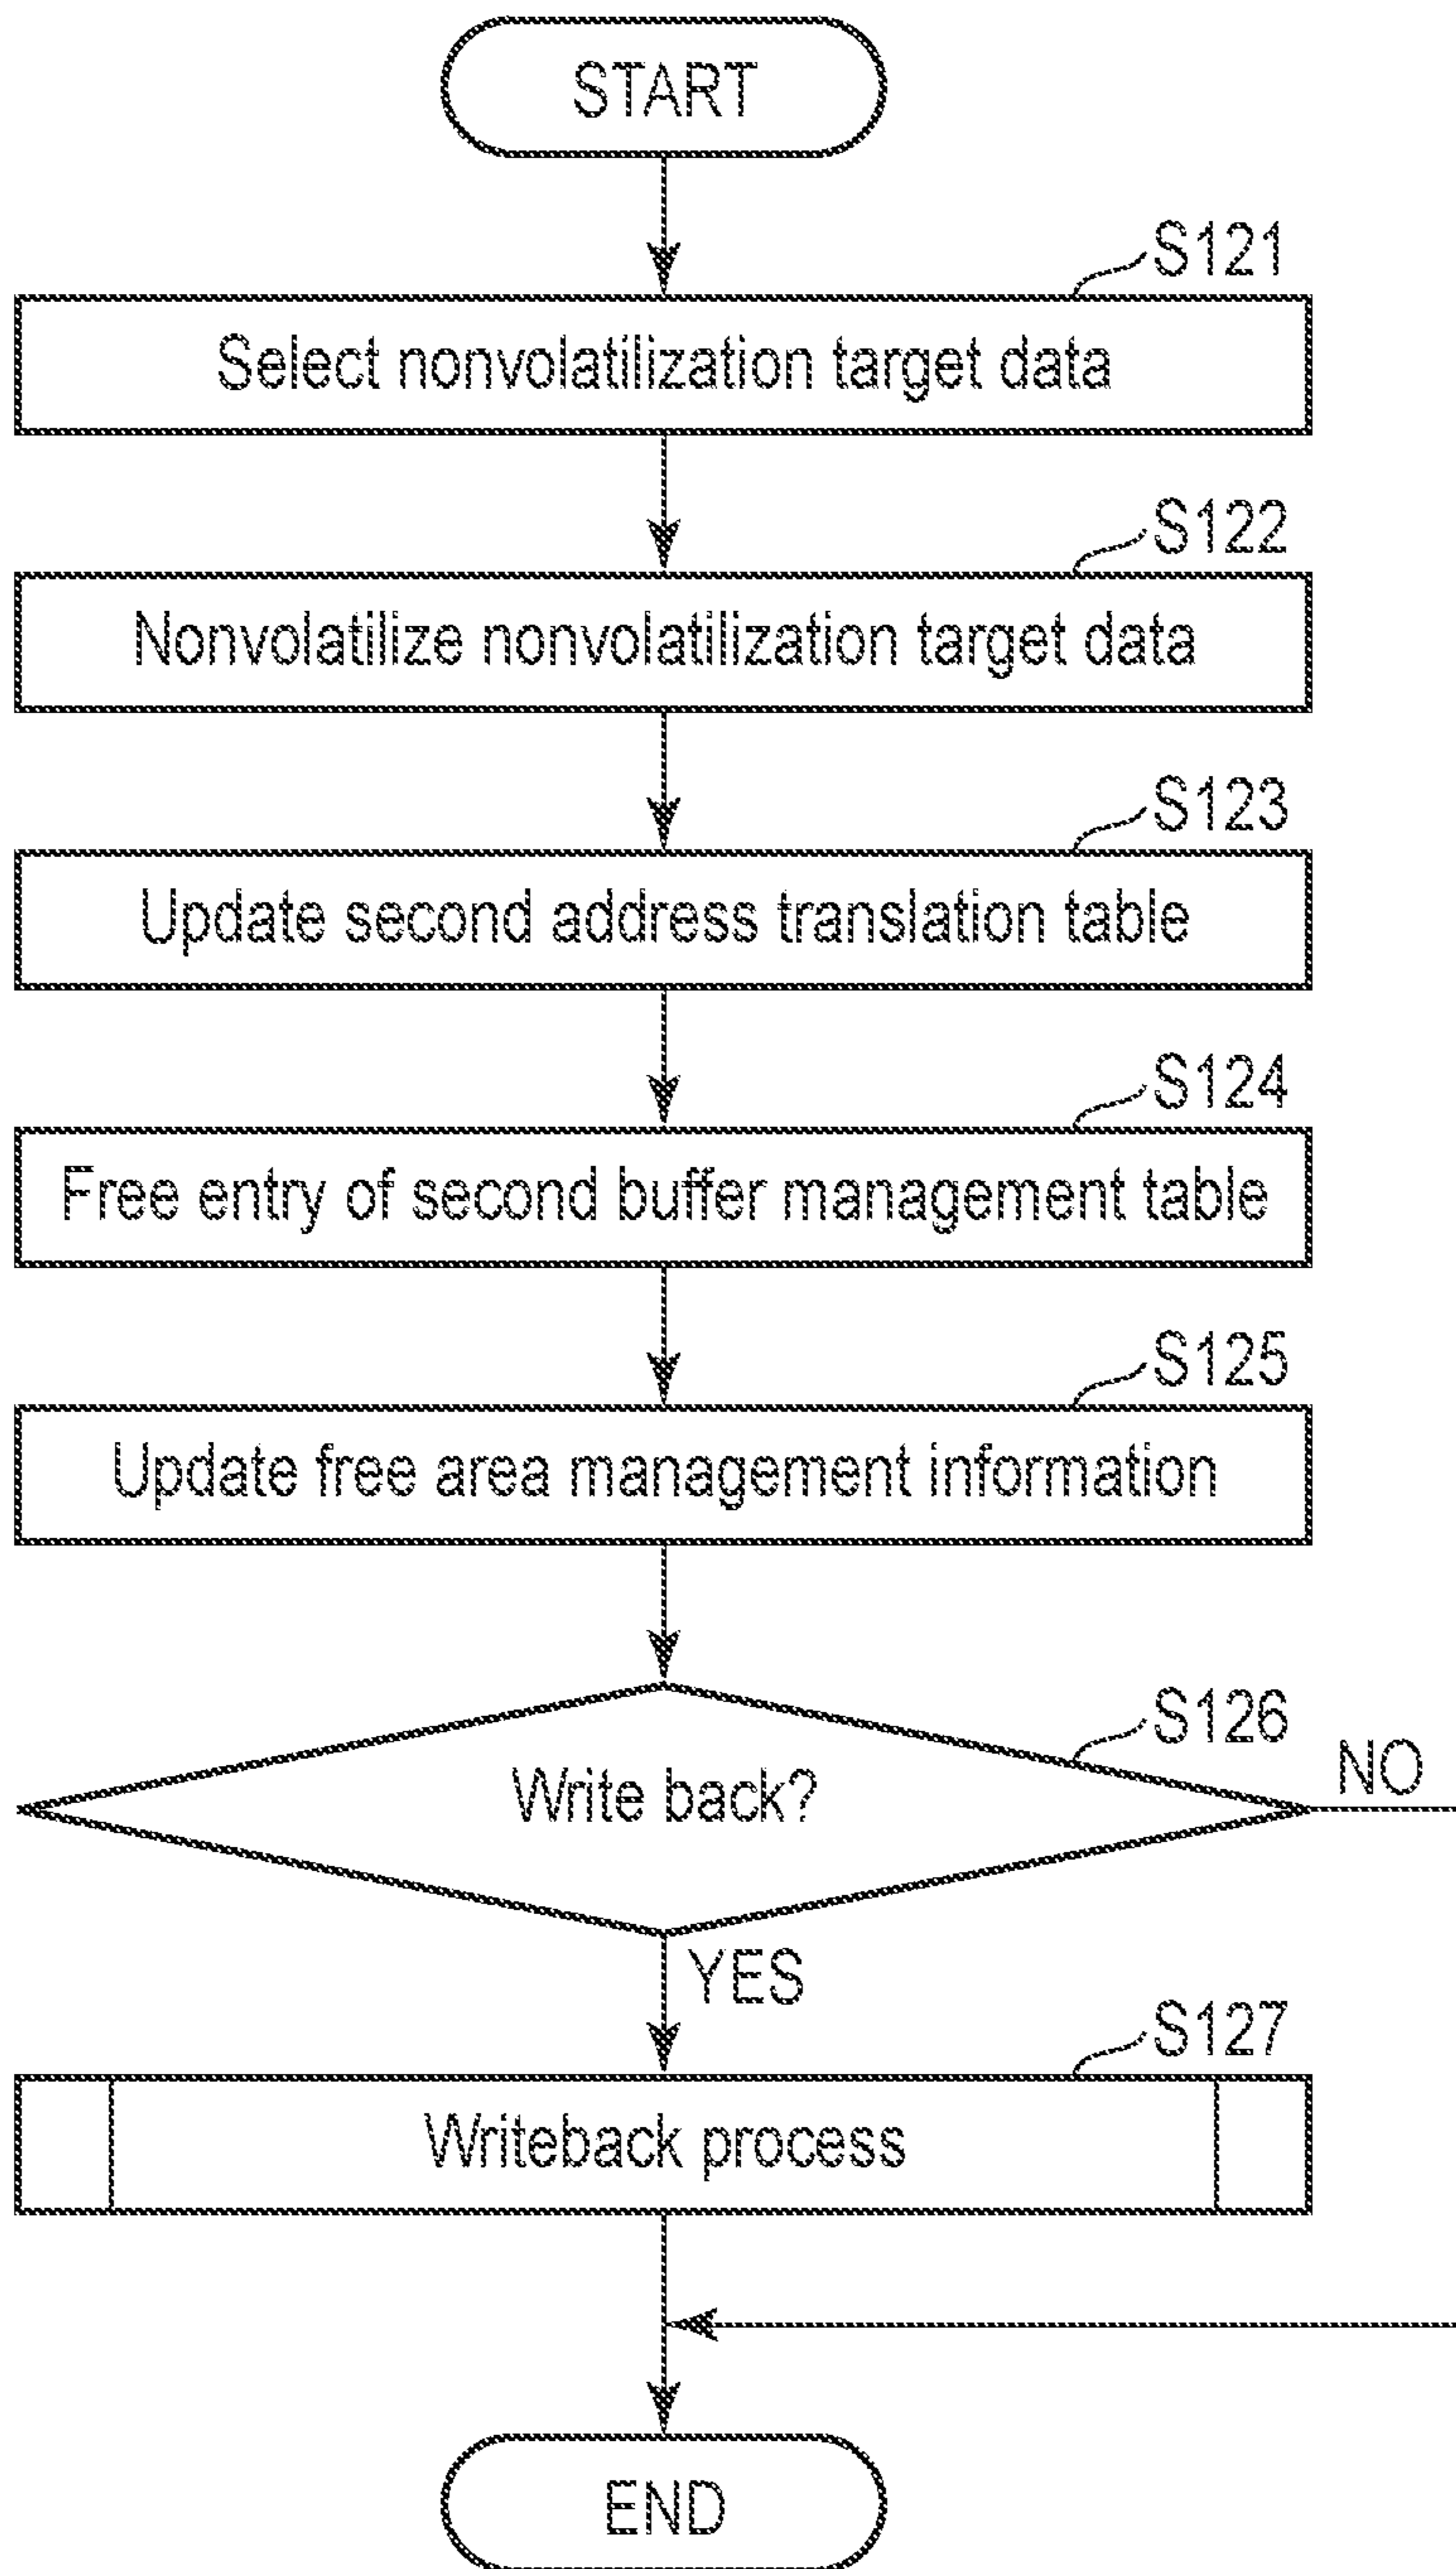 START
S121
Select nonvolatilization target data
S122
Nonvolatilize nonvolatilization target data
S123
Update second address translation table
S124
Free entry of second buffer management table
S125
Update free area management information
S126
Write back?
NO
YES
S127
Writeback process
END